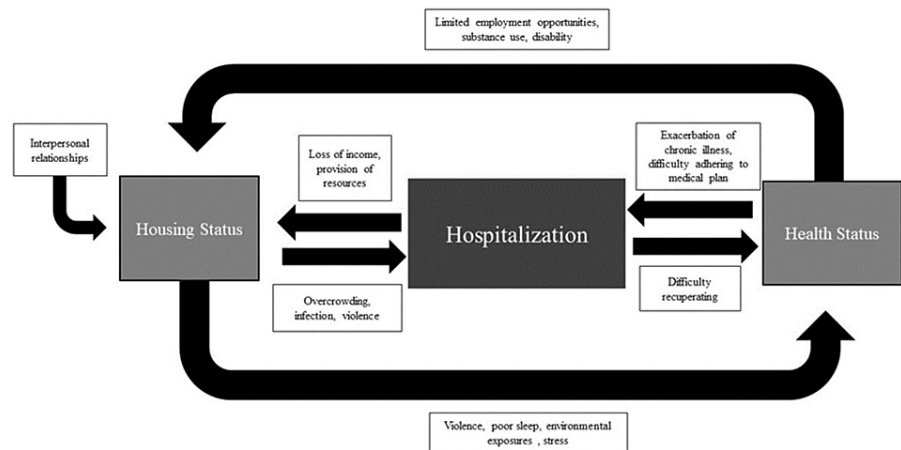 Limited employment opportunities,
substance use, disability
Interpersonal
relationships
Loss of income,
provision of
resources
Exacerbation of
chronic illness,
difficulty adhering to
medical plan
Housing Status
Hospitalization
Health Status
Overcrowding,
infection, violence
Difficulty
recuperating
Violence, poor sleep, environmental
exposures , stress